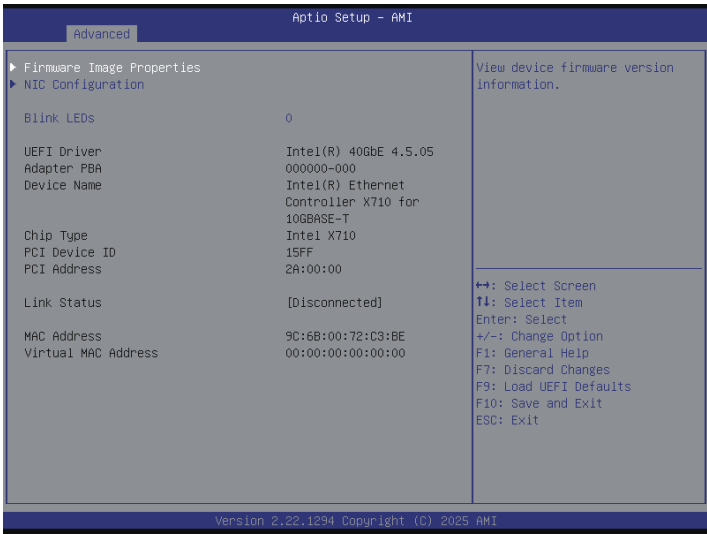 Aptio Setup – AMI
Advanced
Firmware Image Properties
NIC Configuration
Blink LEDs 0
UEFI Driver Intel(R) 40GbE 4.5.05
Adapter PBA 000000-000
Device Name Intel(R) Ethernet
Controller X710 for
10GBASE-T
Chip Type Intel X710
PCI Device ID 15FF
PCI Address 2A:00:00
Link Status [Disconnected]
MAC Address 9C:6B:00:72:C3:BE
Virtual MAC Address 00:00:00:00:00:00
View device firmware version
information.
↔: Select Screen
↑↓: Select Item
Enter: Select
+/-: Change Option
F1: General Help
F7: Discard Changes
F9: Load UEFI Defaults
F10: Save and Exit
ESC: Exit
Version 2.22.1294 Copyright (C) 2025 AMI